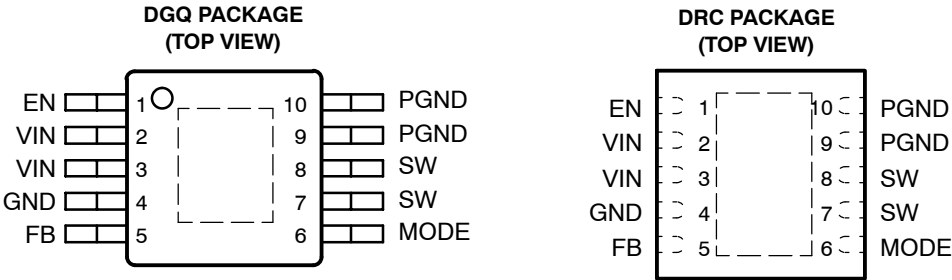 DGQ PACKAGE
(TOP VIEW)
EN 1 10 PGND
VIN 2 9 PGND
VIN 3 8 SW
GND 4 7 SW
FB 5 6 MODE
DRC PACKAGE
(TOP VIEW)
EN 1 10 PGND
VIN 2 9 PGND
VIN 3 8 SW
GND 4 7 SW
FB 5 6 MODE